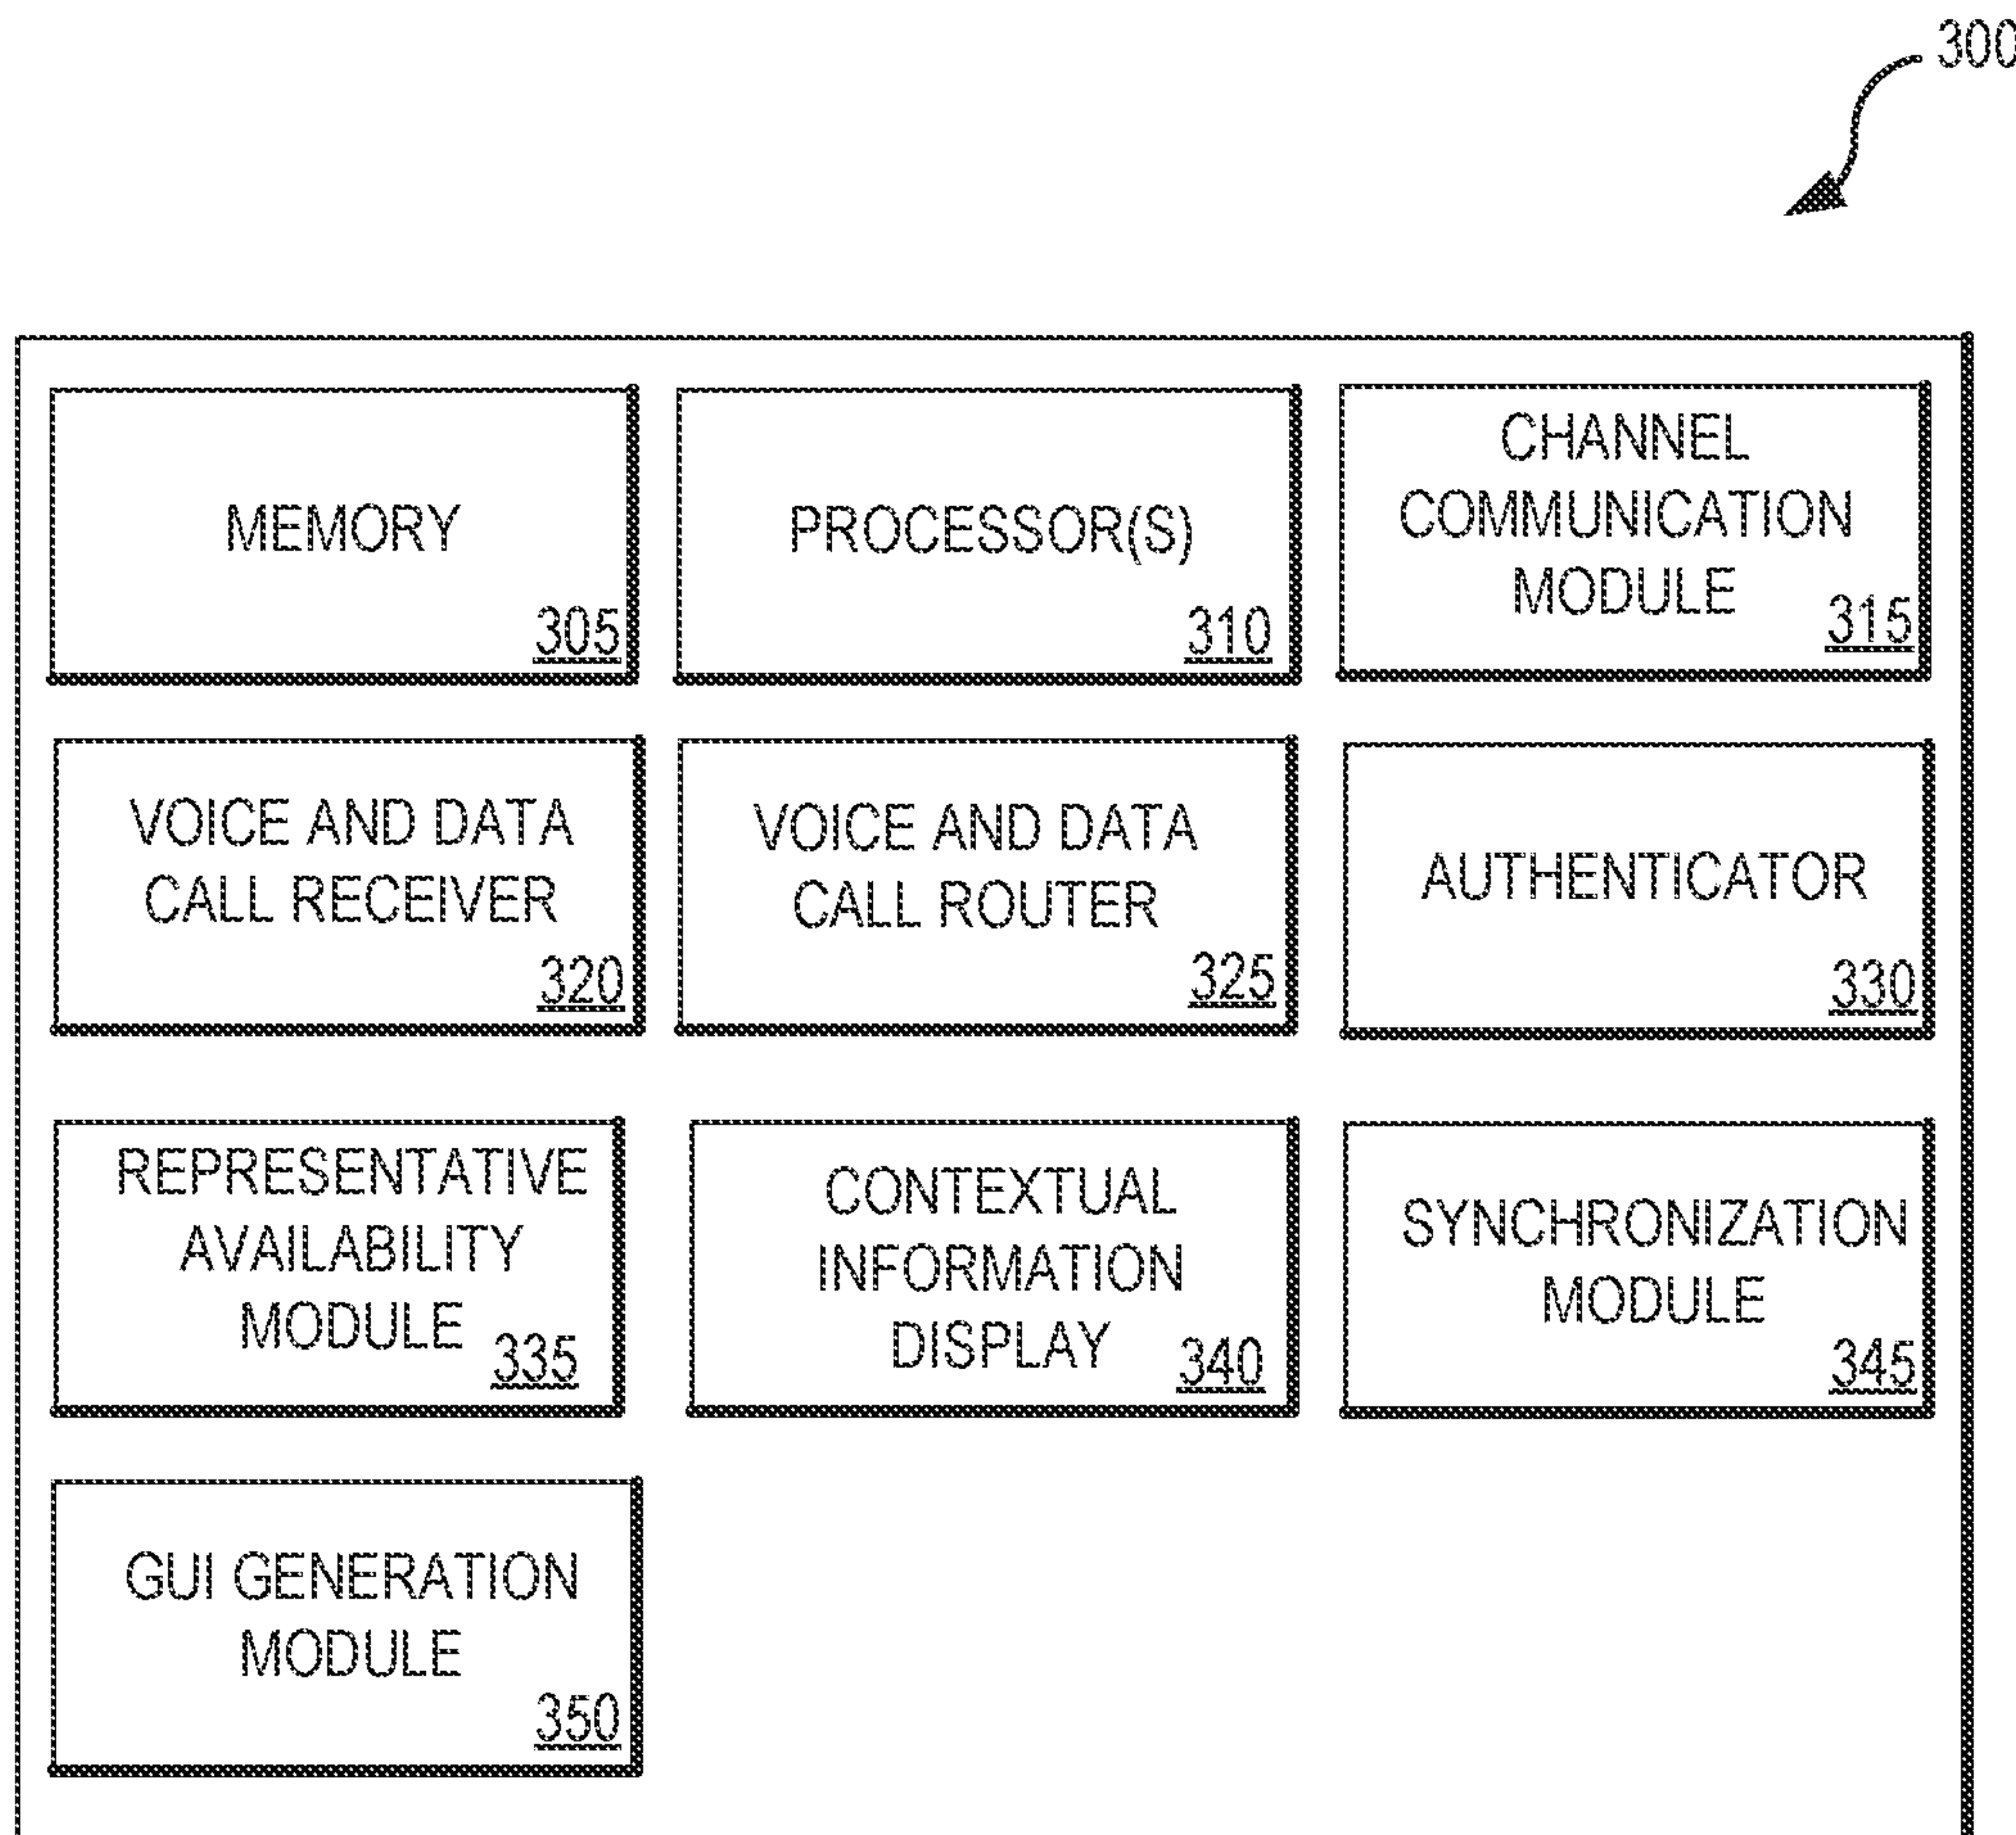 300
MEMORY
305
PROCESSOR(S)
310
CHANNEL
COMMUNICATION
MODULE
315
VOICE AND DATA
CALL RECEIVER
320
VOICE AND DATA
CALL ROUTER
325
AUTHENTICATOR
330
REPRESENTATIVE
AVAILABILITY
MODULE
335
CONTEXTUAL
INFORMATION
DISPLAY
340
SYNCHRONIZATION
MODULE
345
GUI GENERATION
MODULE
350